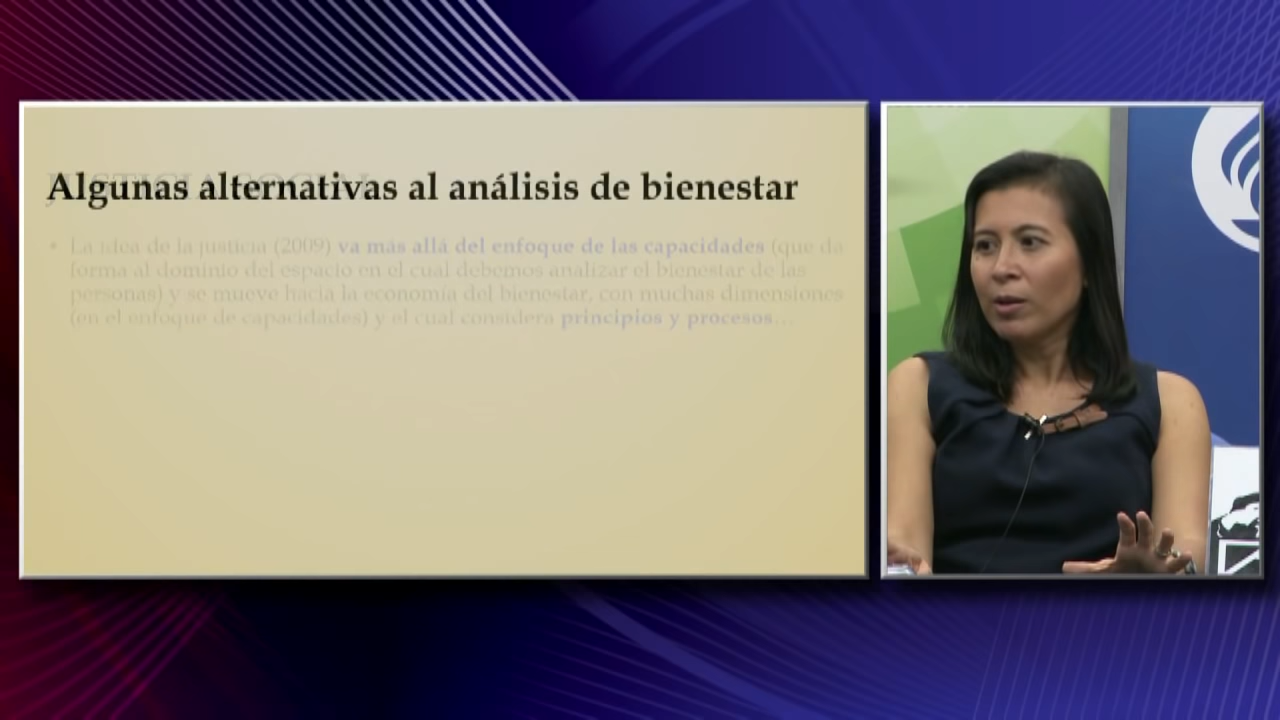 JUSTICIA SOCIAL
Algunas alternativas al análisis de bienestar
• La idea de la justicia (2009) va más allá del enfoque de las capacidades (que da
forma al dominio del espacio en el cual debemos analizar el bienestar de las
personas) y se mueve hacia la economía del bienestar, con muchas dimensiones
(en el enfoque de capacidades) y el cual considera principios y procesos…